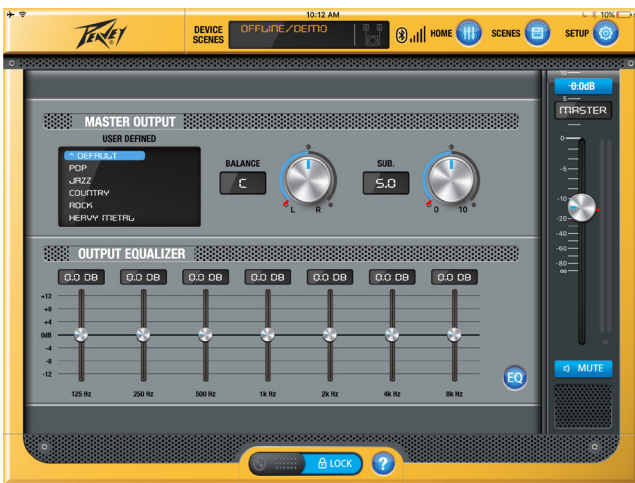 10:12 AM
10%
PEAVEY
DEVICE SCENES
OFFLINE/DEMO
HOME
SCENES
SETUP
MASTER OUTPUT
USER DEFINED
^ DEFAULT
POP
JAZZ
COUNTRY
ROCK
HEAVY METAL
BALANCE
C
L R
SUB.
5.0
0 10
10
-0.0dB
5
MASTER
0
-5
-10
-20
-40
-60
-80
∞
MUTE
OUTPUT EQUALIZER
0.0 DB 0.0 DB 0.0 DB 0.0 DB 0.0 DB 0.0 DB 0.0 DB
+12
+8
+4
0dB
-4
-8
-12
125 Hz 250 Hz 500 Hz 1k Hz 2k Hz 4k Hz 8k Hz
EQ
LOCK
?